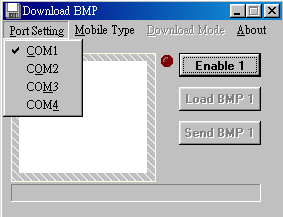 Download BMP
Port Setting Mobile Type Download Mode About
COM1
COM2
COM3
COM4
Enable 1
Load BMP 1
Send BMP 1